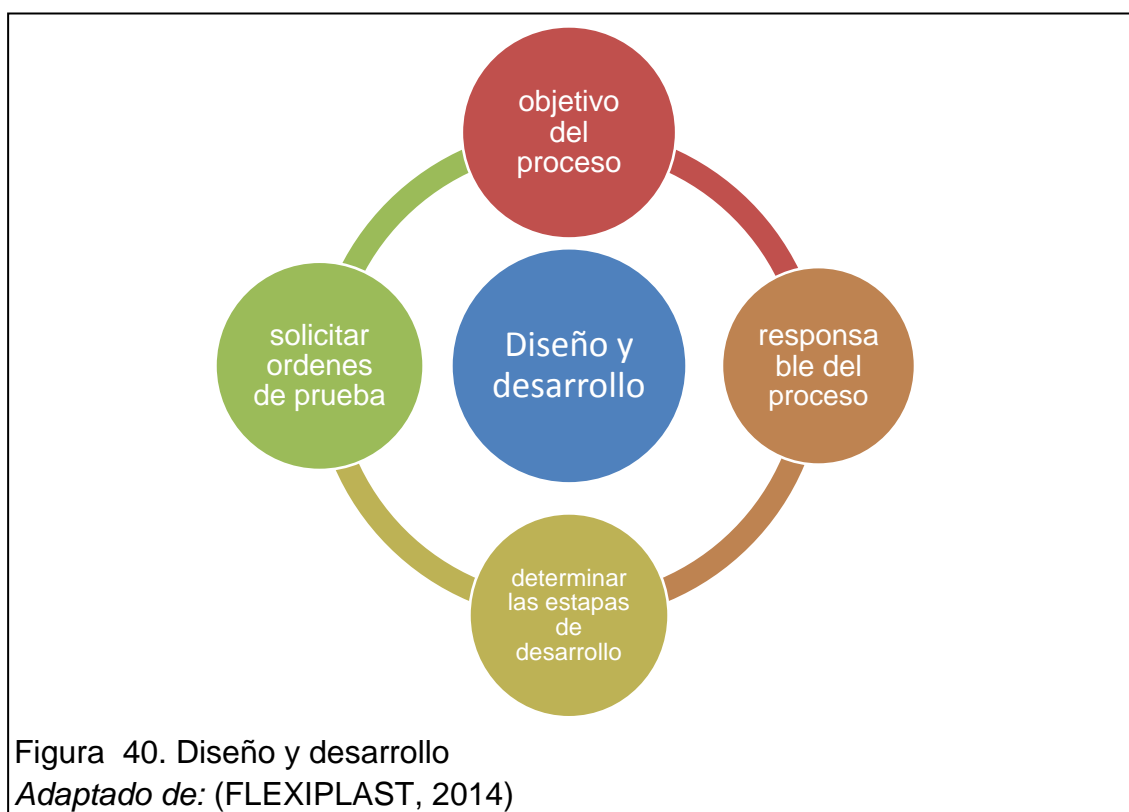 objetivo
del
proceso
solicitar
ordenes
de prueba
Diseño y
desarrollo
responsa
ble del
proceso
determinar
las estapas
de
desarrollo
Figura  40. Diseño y desarrollo
Adaptado de: (FLEXIPLAST, 2014)